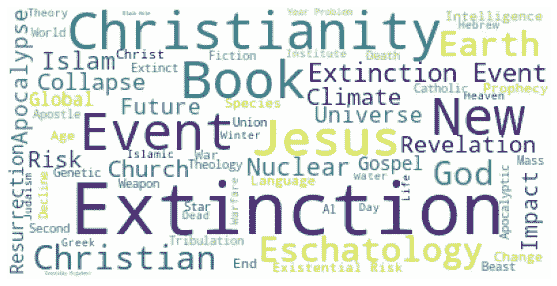 Theory Black Hole Year Problem Intelligence
World Christianity Hebrew
Apocalypse Islam Christ Fiction Institute Death Earth
Extinct Book Extinction Event
Collapse Catholic Prophecy
Global Future Species Climate Heaven
Apostle Universe New
Age Event Union Jesus
Risk Islamic War Winter Revelation
Judaism Genetic Church Theology Nuclear Gospel God Mass
Resurrection Decline Weapon Language water Life Apocalyptic Impact
Extinction
Star Warfare AI Day
Second Dead
Greek Tribulation Eschatology Change
Christian End Existential Risk Beast